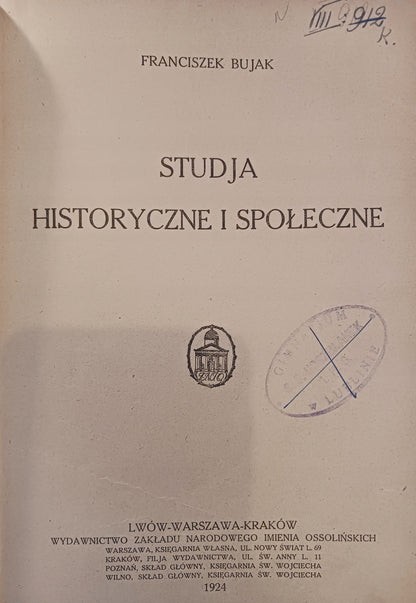 N VIII 912
K.
FRANCISZEK BUJAK
STUDJA
HISTORYCZNE I SPOŁECZNE
GIMNAZJUM
W LUBLINIE
LWÓW-WARSZAWA-KRAKÓW
WYDAWNICTWO ZAKŁADU NARODOWEGO IMIENIA OSSOLIŃSKICH
WARSZAWA, KSIĘGARNIA WŁASNA, UL. NOWY ŚWIAT L. 69
KRAKÓW, FILJA WYDAWNICTWA, UL. ŚW. ANNY L. 11
POZNAŃ, SKŁAD GŁÓWNY, KSIĘGARNIA ŚW. WOJCIECHA
WILNO, SKŁAD GŁÓWNY, KSIĘGARNIA ŚW. WOJCIECHA
1924